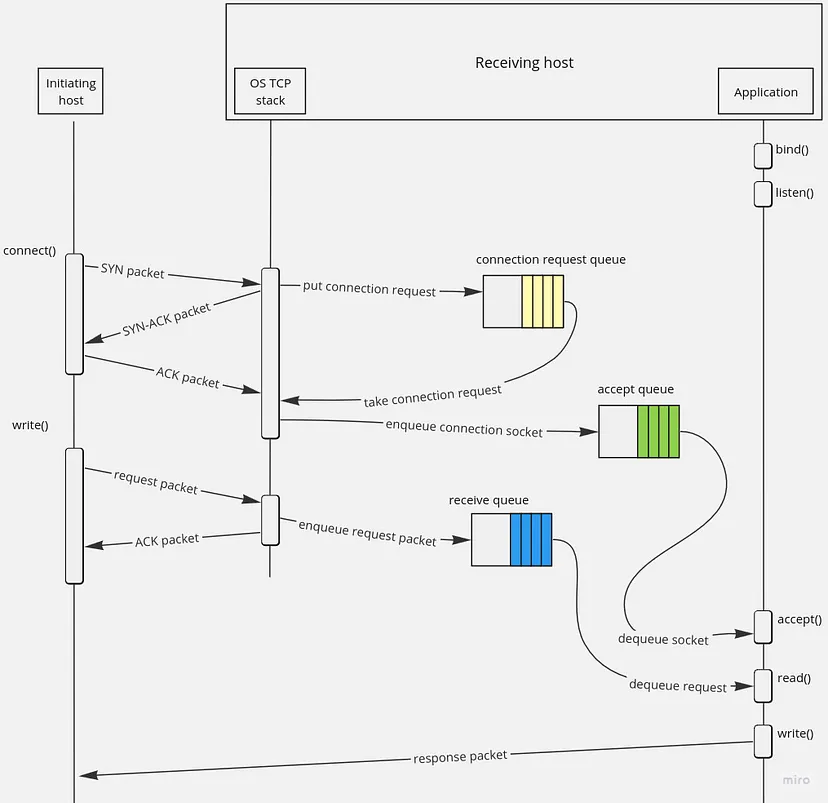 Receiving host
Initiating
host
OS TCP
stack
Application
bind()
listen()
connect()
SYN packet
connection request queue
put connection request
SYN-ACK packet
ACK packet
take connection request
accept queue
write()
enqueue connection socket
request packet
receive queue
enqueue request packet
ACK packet
accept()
dequeue socket
read()
dequeue request
write()
response packet
miro